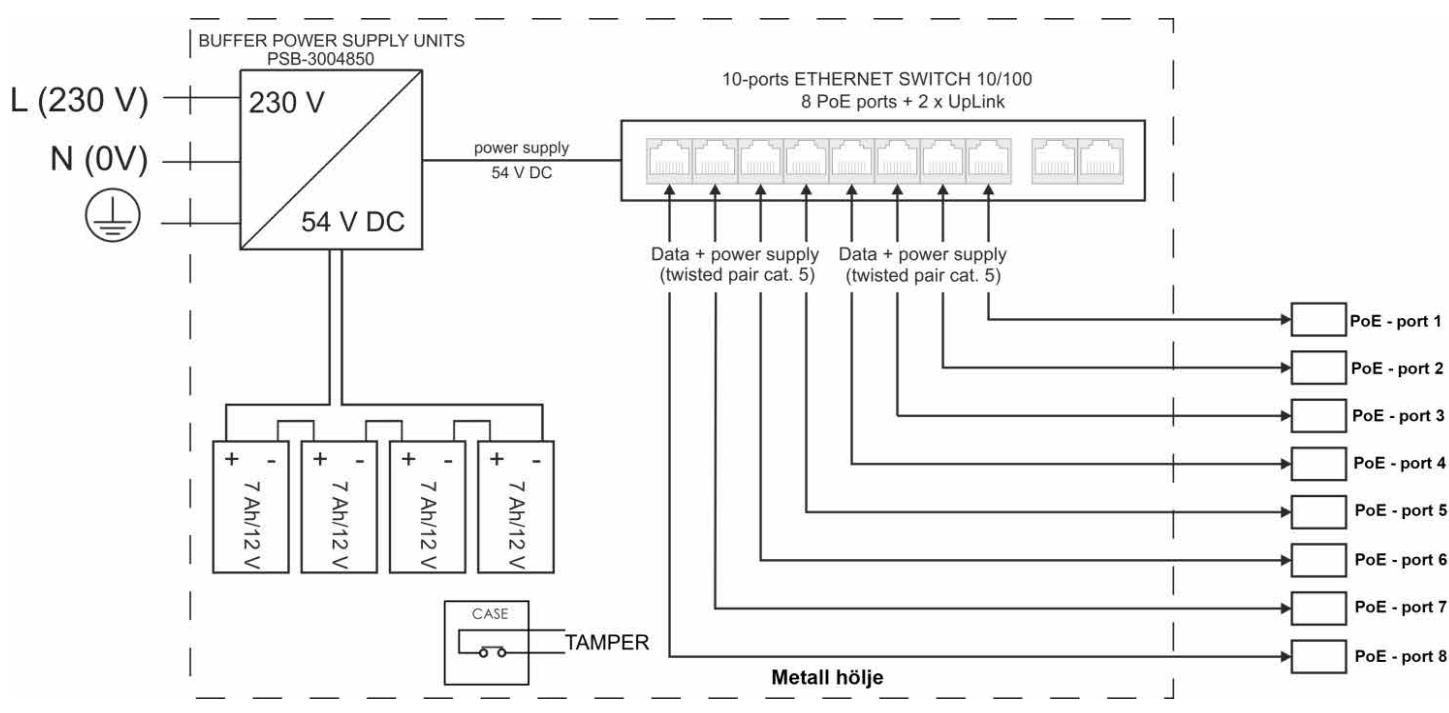 BUFFER POWER SUPPLY UNITS
PSB-3004850
L (230 V)
N (0V)
230 V
54 V DC
power supply
54 V DC
10-ports ETHERNET SWITCH 10/100
8 PoE ports + 2 x UpLink
Data + power supply
(twisted pair cat. 5)
Data + power supply
(twisted pair cat. 5)
PoE - port 1
PoE - port 2
PoE - port 3
PoE - port 4
PoE - port 5
PoE - port 6
PoE - port 7
PoE - port 8
+ -
7 Ah/12 V
+ -
7 Ah/12 V
+ -
7 Ah/12 V
+ -
7 Ah/12 V
CASE
TAMPER
Metall hölje